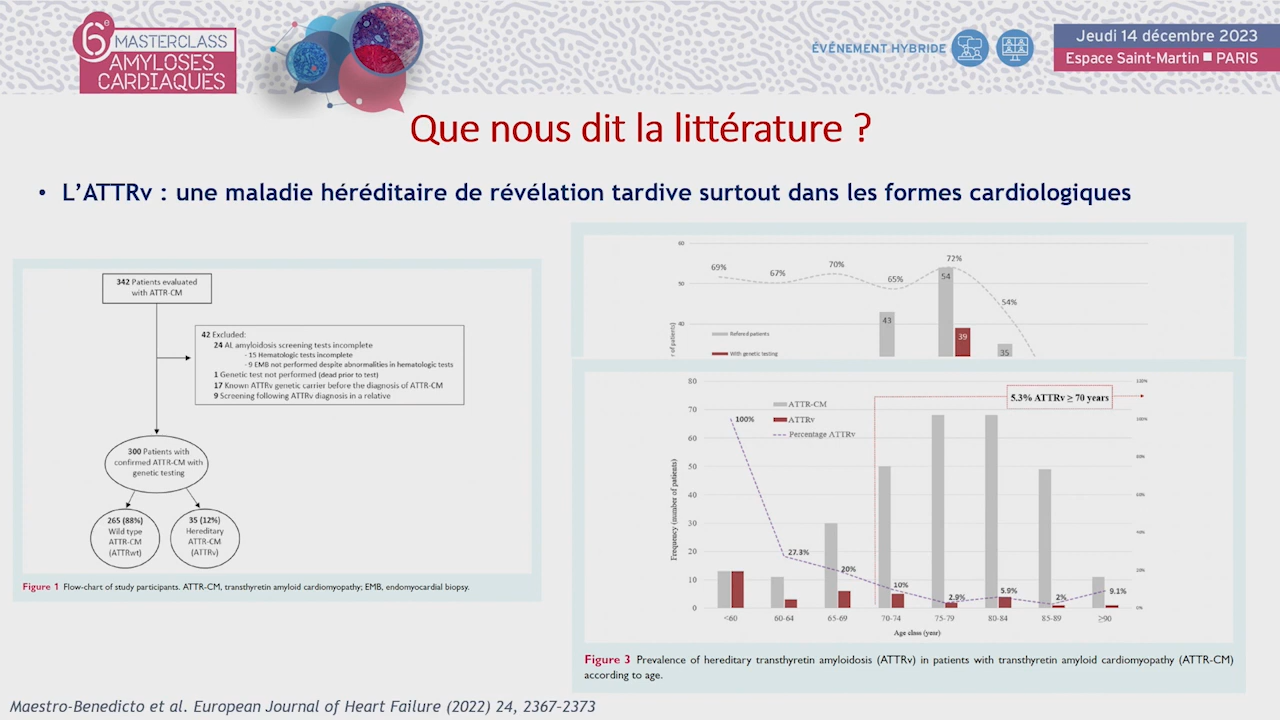 6e MASTERCLASS
AMYLOSES
CARDIAQUES
ÉVÉNEMENT HYBRIDE
Jeudi 14 décembre 2023
Espace Saint-Martin ■ PARIS
Que nous dit la littérature ?
• L'ATTRv : une maladie héréditaire de révélation tardive surtout dans les formes cardiologiques
342 Patients evaluated
with ATTR-CM
42 Excluded:
24 AL amyloidosis screening tests incomplete
- 15 Hematologic tests incomplete
- 9 EMB not performed despite abnormalities in hematologic tests
1 Genetic test not performed (dead prior to test)
17 Known ATTRv genetic carrier before the diagnosis of ATTR-CM
9 Screening following ATTRv diagnosis in a relative
300 Patients with
confirmed ATTR-CM with
genetic testing
265 (88%)
Wild type
ATTR-CM
(ATTRwt)
35 (12%)
Hereditary
ATTR-CM
(ATTRv)
Figure 1 Flow-chart of study participants. ATTR-CM, transthyretin amyloid cardiomyopathy; EMB, endomyocardial biopsy.
60
50
40
69%
67%
70%
65%
72%
54%
43
54
39
35
r of patients)
Refered patients
With genetic testing
80
70
60
50
40
30
20
10
0
Frequency (number of patients)
ATTR-CM
ATTRv
Percentage ATTRv
5.3% ATTRv ≥ 70 years
100%
27.3%
20%
10%
2.9%
5.9%
2%
9.1%
120%
100%
80%
60%
40%
20%
0%
<60 60-64 65-69 70-74 75-79 80-84 85-89 ≥90
Age class (year)
Figure 3 Prevalence of hereditary transthyretin amyloidosis (ATTRv) in patients with transthyretin amyloid cardiomyopathy (ATTR-CM)
according to age.
Maestro-Benedicto et al. European Journal of Heart Failure (2022) 24, 2367–2373